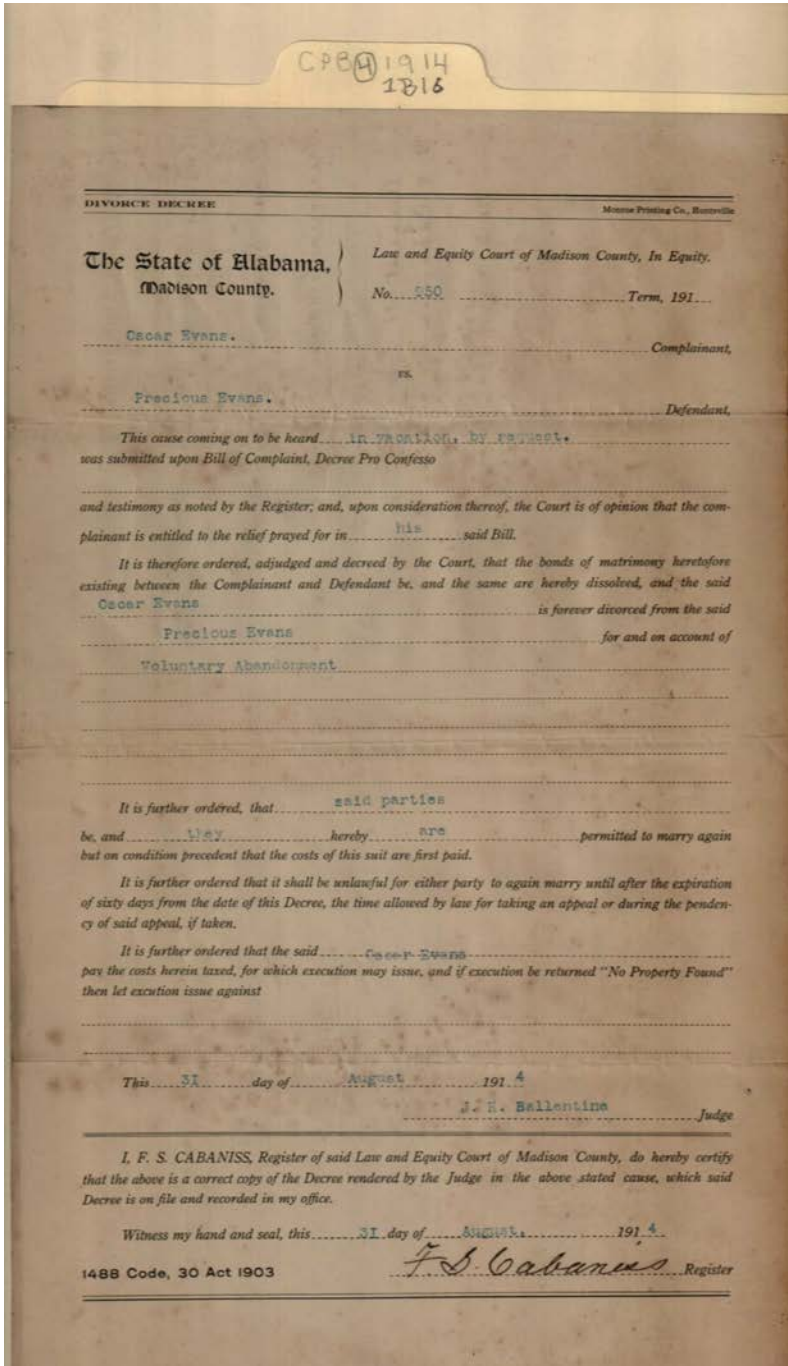 CPB 4 1914
1B16
DIVORCE DECREE
Monroe Printing Co., Huntsville
The State of Alabama,
Madison County.
Law and Equity Court of Madison County, In Equity.
No. 950 Term, 191
Oscar Evans. Complainant,
vs.
Precious Evans. Defendant,
This cause coming on to be heard in vacation, by request.
was submitted upon Bill of Complaint, Decree Pro Confesso
and testimony as noted by the Register; and, upon consideration thereof, the Court is of opinion that the com-
plainant is entitled to the relief prayed for in his said Bill.
It is therefore ordered, adjudged and decreed by the Court, that the bonds of matrimony heretofore
existing between the Complainant and Defendant be, and the same are hereby dissolved, and the said
Oscar Evans is forever divorced from the said
Precious Evans for and on account of
Voluntary Abandonment
It is further ordered, that said parties
be, and they hereby are permitted to marry again
but on condition precedent that the costs of this suit are first paid.
It is further ordered that it shall be unlawful for either party to again marry until after the expiration
of sixty days from the date of this Decree, the time allowed by law for taking an appeal or during the penden-
cy of said appeal, if taken.
It is further ordered that the said Oscar Evans
pay the costs herein taxed, for which execution may issue, and if execution be returned "No Property Found"
then let excution issue against
This 31 day of August 1914
J. H. Ballentine Judge
I, F. S. CABANISS, Register of said Law and Equity Court of Madison County, do hereby certify
that the above is a correct copy of the Decree rendered by the Judge in the above stated cause, which said
Decree is on file and recorded in my office.
Witness my hand and seal, this 31 day of August, 1914
1488 Code, 30 Act 1903
F. S. Cabaniss Register